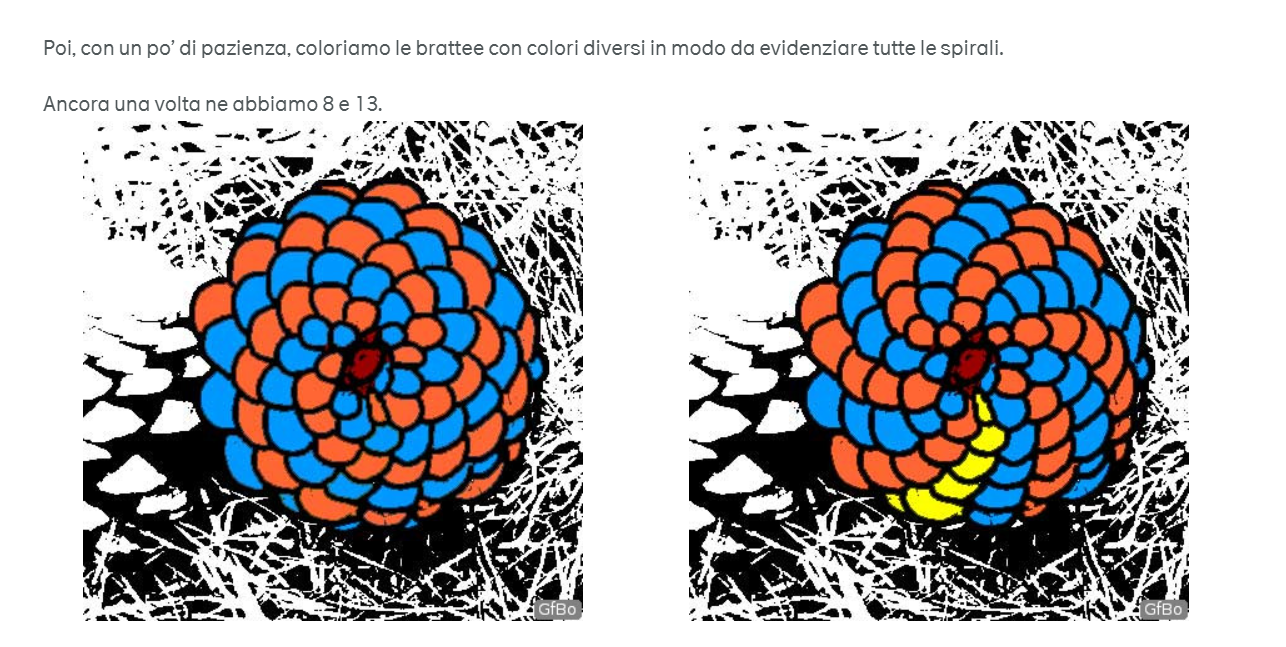 Poi, con un po’ di pazienza, coloriamo le brattee con colori diversi in modo da evidenziare tutte le spirali.
Ancora una volta ne abbiamo 8 e 13.
GfBo GfBo